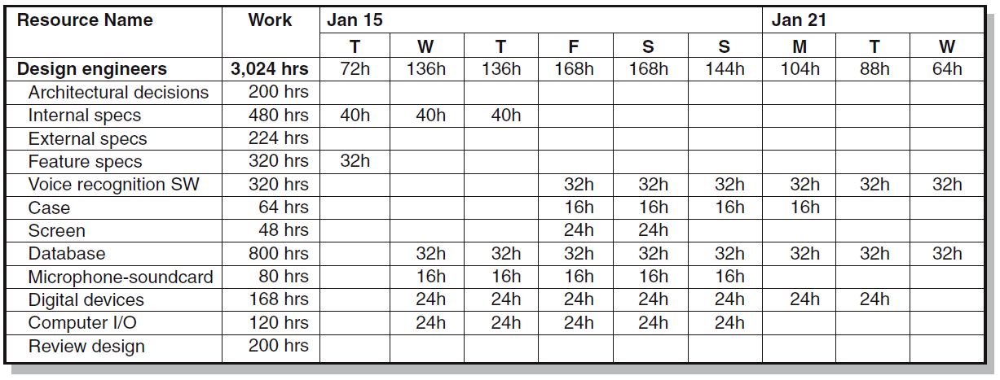 Resource Name Work Jan 15 Jan 21
T W T F S S M T W
Design engineers 3,024 hrs 72h 136h 136h 168h 168h 144h 104h 88h 64h
Architectural decisions 200 hrs
Internal specs 480 hrs 40h 40h 40h
External specs 224 hrs
Feature specs 320 hrs 32h
Voice recognition SW 320 hrs 32h 32h 32h 32h 32h 32h
Case 64 hrs 16h 16h 16h 16h
Screen 48 hrs 24h 24h
Database 800 hrs 32h 32h 32h 32h 32h 32h 32h 32h
Microphone-soundcard 80 hrs 16h 16h 16h 16h 16h
Digital devices 168 hrs 24h 24h 24h 24h 24h 24h 24h
Computer I/O 120 hrs 24h 24h 24h 24h 24h
Review design 200 hrs